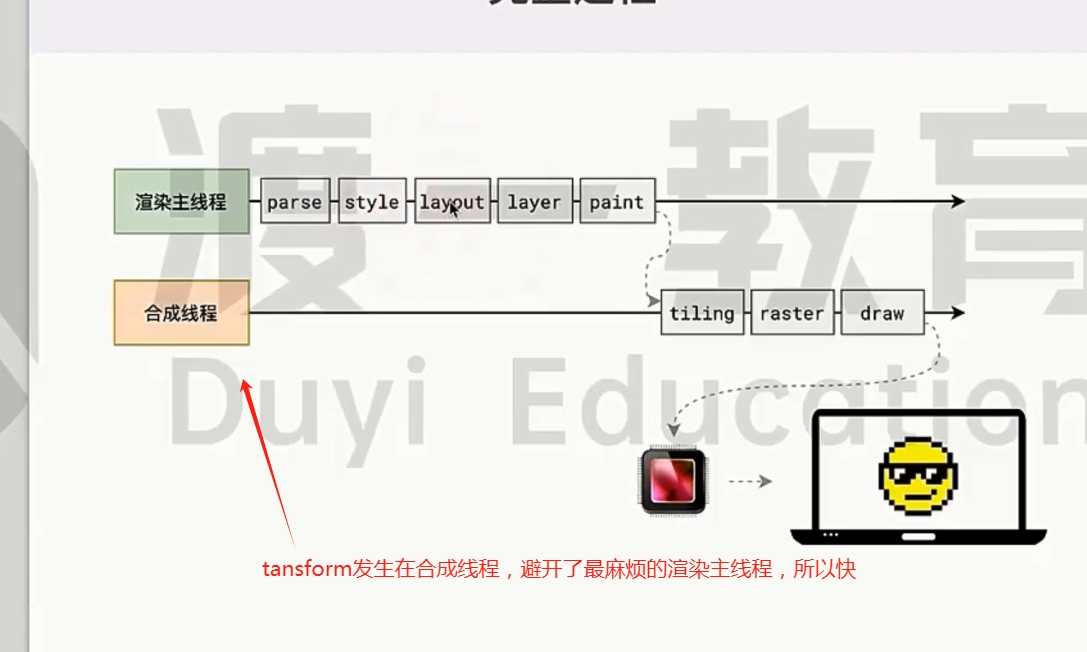 渲染主线程 parse style layout layer paint
合成线程 tiling raster draw
渡一教育
Duyi Education
tansform发生在合成线程，避开了最麻烦的渲染主线程，所以快